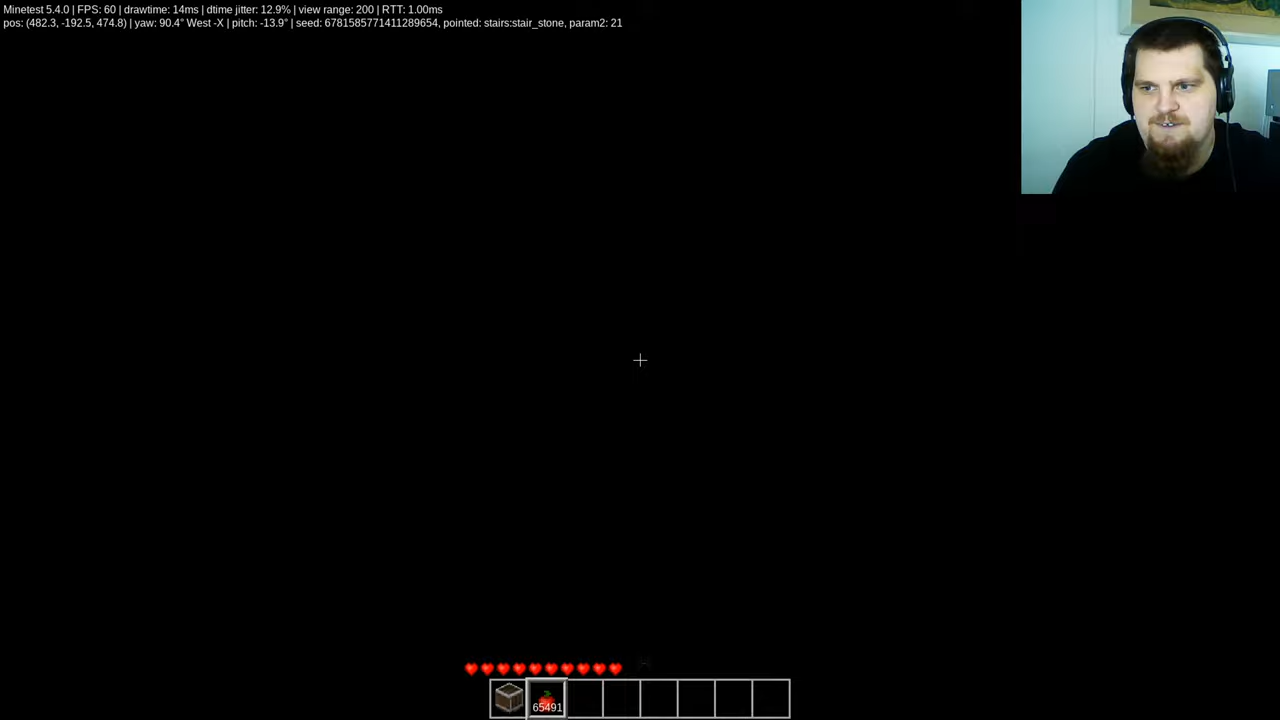 Minetest 5.4.0 | FPS: 60 | drawtime: 14ms | dtime jitter: 12.9% | view range: 200 | RTT: 1.00ms
pos: (482.3, -192.5, 474.8) | yaw: 90.4° West -X | pitch: -13.9° | seed: 6781585771411289654, pointed: stairs:stair_stone, param2: 21
65491